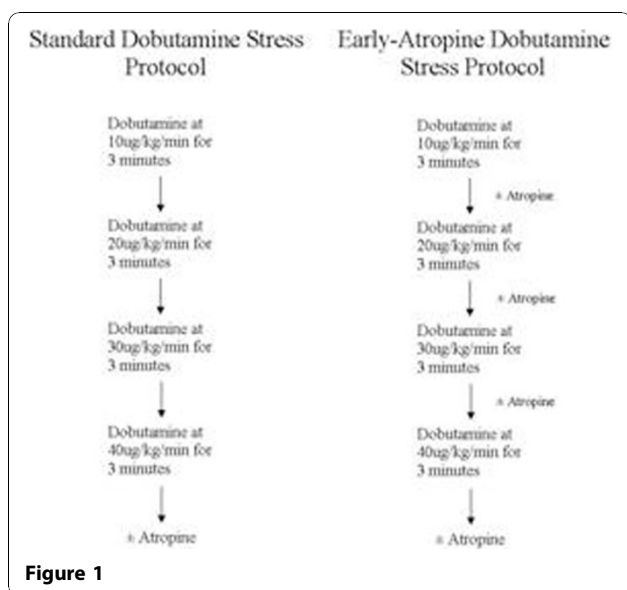 Standard Dobutamine Stress
Protocol
Dobutamine at
10ug/kg/min for
3 minutes
Dobutamine at
20ug/kg/min for
3 minutes
Dobutamine at
30ug/kg/min for
3 minutes
Dobutamine at
40ug/kg/min for
3 minutes
± Atropine
Early-Atropine Dobutamine
Stress Protocol
Dobutamine at
10ug/kg/min for
3 minutes
± Atropine
Dobutamine at
20ug/kg/min for
3 minutes
± Atropine
Dobutamine at
30ug/kg/min for
3 minutes
± Atropine
Dobutamine at
40ug/kg/min for
3 minutes
± Atropine
Figure 1